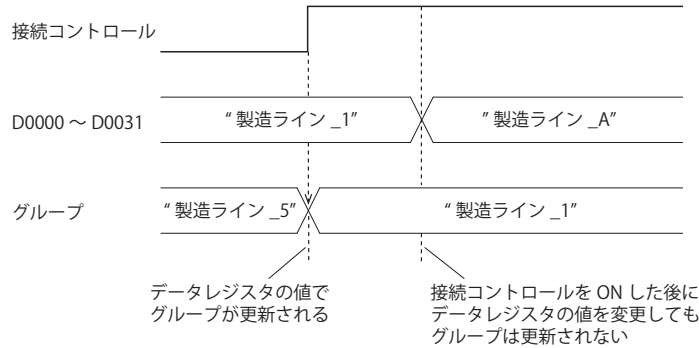 接続コントロール
D0000 ～ D0031
“ 製造ライン _1”
” 製造ライン _A”
グループ
“ 製造ライン _5”
“ 製造ライン _1”
データレジスタの値で
グループが更新される
接続コントロールを ON した後に
データレジスタの値を変更しても
グループは更新されない